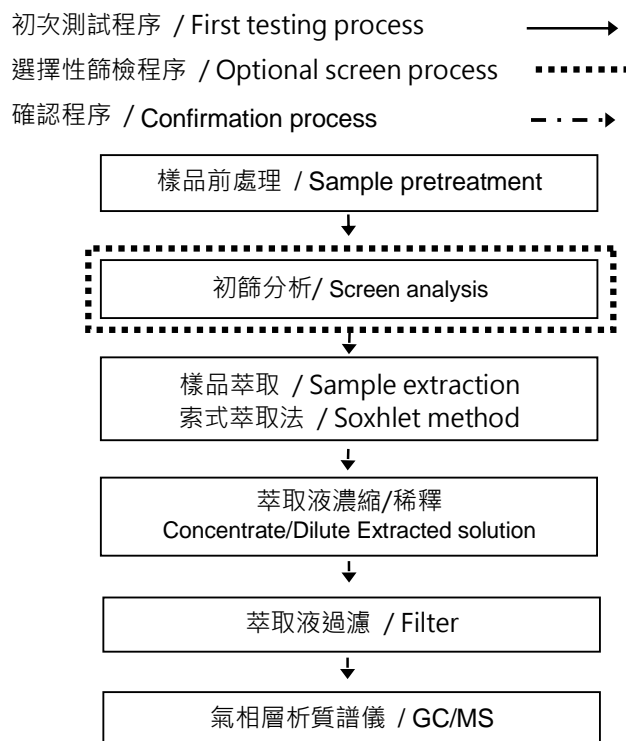 初次測試程序 / First testing process
選擇性篩檢程序 / Optional screen process
確認程序 / Confirmation process
樣品前處理 / Sample pretreatment
初篩分析/ Screen analysis
樣品萃取 / Sample extraction
索式萃取法 / Soxhlet method
萃取液濃縮/稀釋
Concentrate/Dilute Extracted solution
萃取液過濾 / Filter
氣相層析質譜儀 / GC/MS